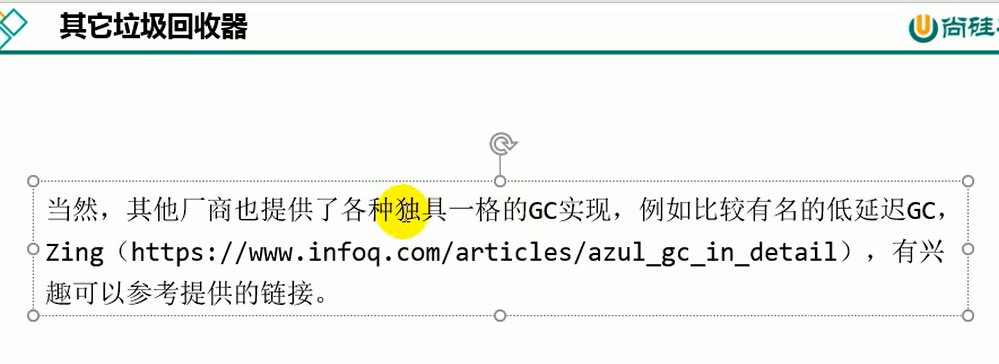 其它垃圾回收器
尚硅
当然，其他厂商也提供了各种独具一格的GC实现，例如比较有名的低延迟GC，
Zing（https://www.infoq.com/articles/azul_gc_in_detail），有兴
趣可以参考提供的链接。